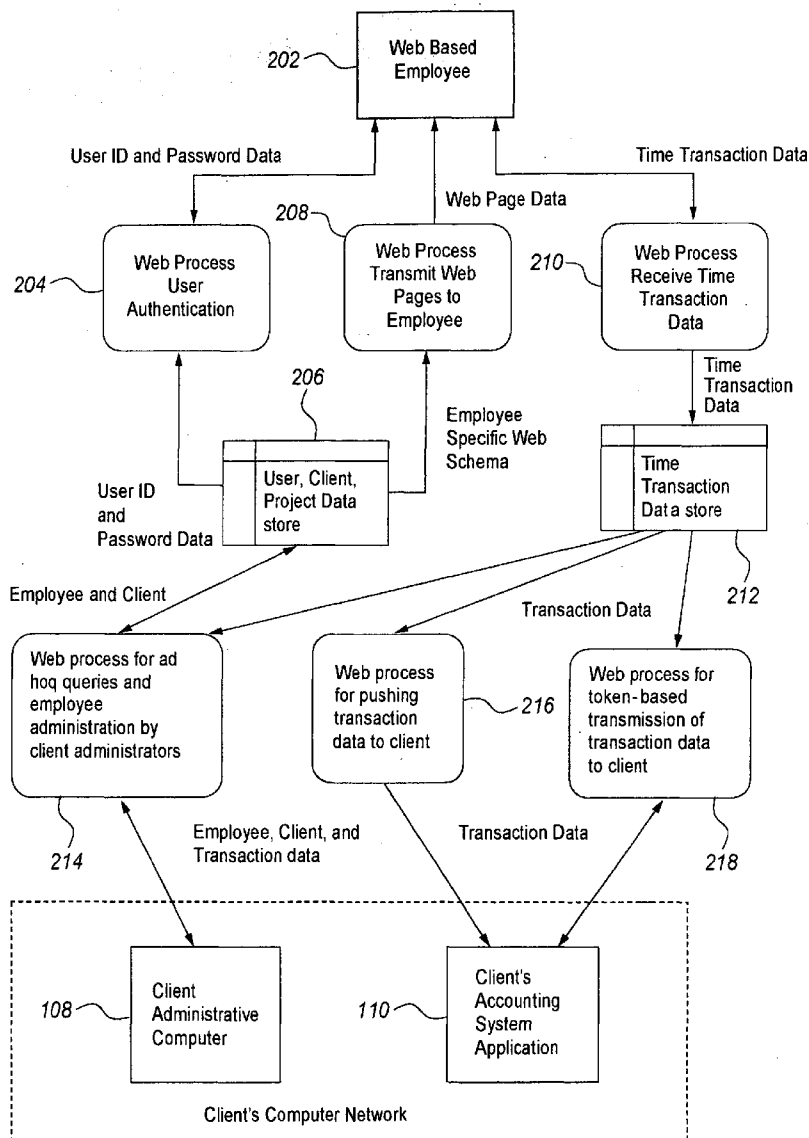 202
Web Based
Employee
User ID and Password Data
Time Transaction Data
208
Web Page Data
204
Web Process
User
Authentication
Web Process
Transmit Web
Pages to
Employee
210
Web Process
Receive Time
Transaction
Data
206
Employee
Specific Web
Schema
Time
Transaction
Data
User ID
and
Password Data
User, Client,
Project Data
store
Time
Transaction
Data store
212
Employee and Client
Transaction Data
Web process for ad
hoq queries and
employee
administration by
client administrators
214
Web process
for pushing
transaction
data to client
216
Web process for
token-based
transmission of
transaction data
to client
218
Employee, Client, and
Transaction data
Transaction Data
108
Client
Administrative
Computer
110
Client's
Accounting
System
Application
Client's Computer Network